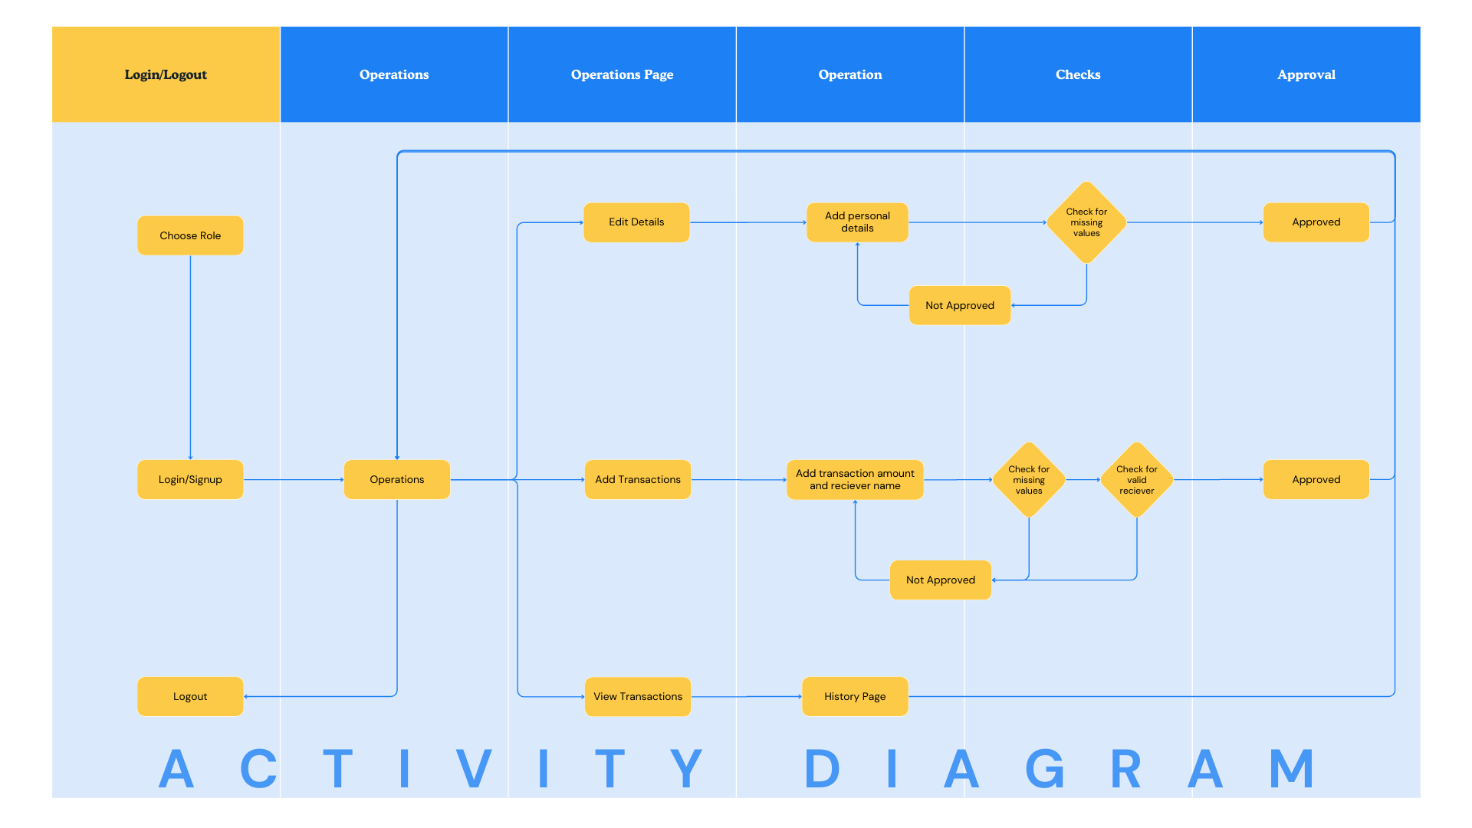 Login/Logout
Operations
Operations Page
Operation
Checks
Approval
Choose Role
Edit Details
Add personal
details
Check for
missing
values
Approved
Not Approved
Login/Signup
Operations
Add Transactions
Add transaction amount
and reciever name
Check for
missing
values
Check for
valid
reciever
Approved
Not Approved
Logout
View Transactions
History Page
ACTIVITY DIAGRAM